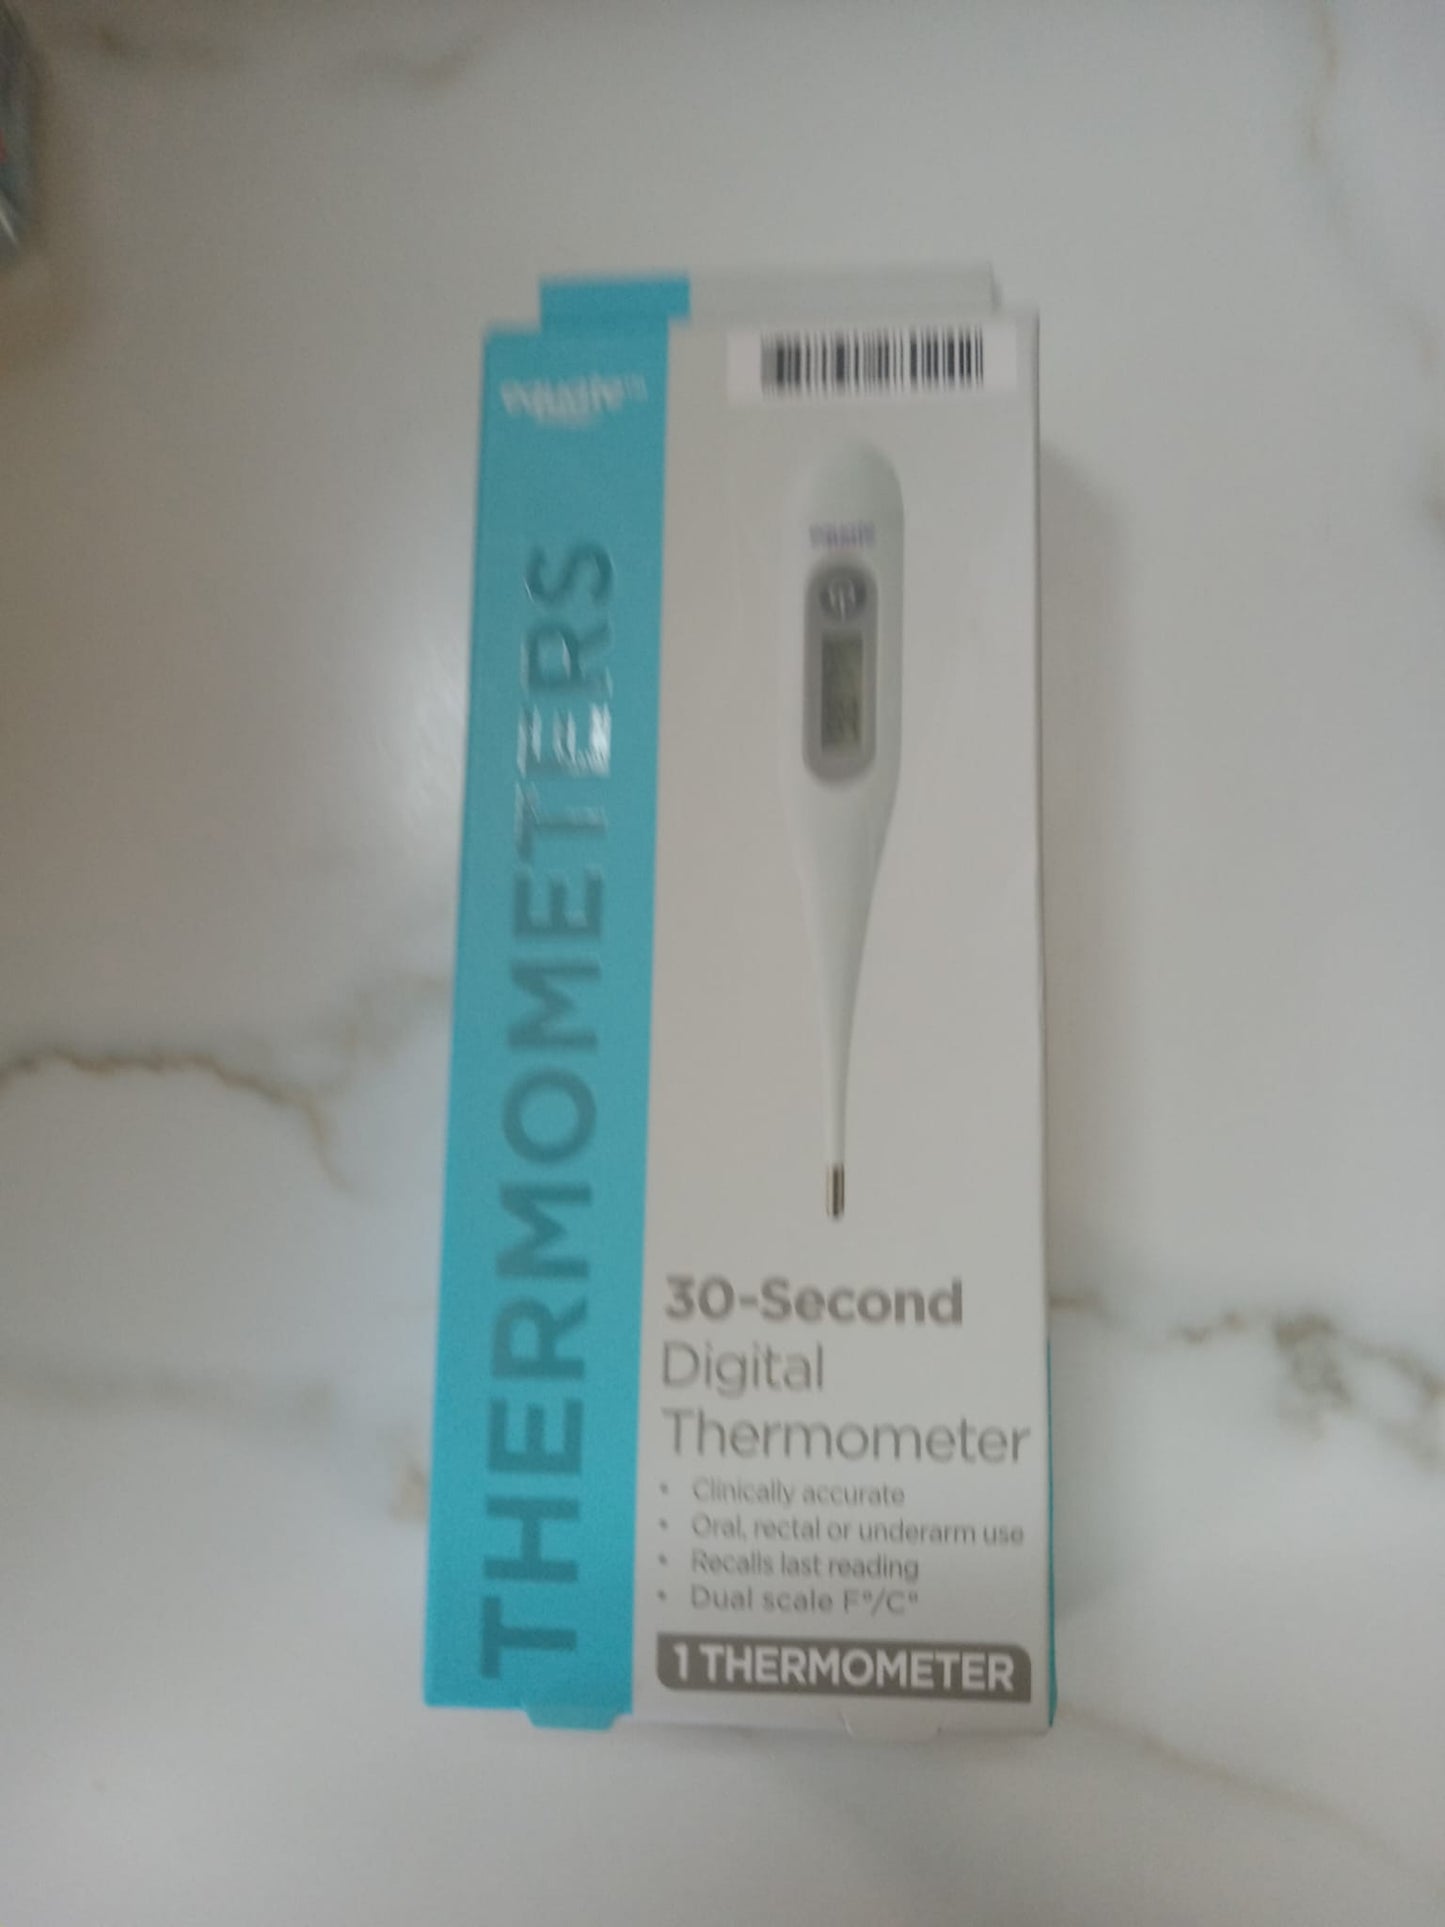 THERMOMETERS
30-Second
Digital
Thermometer
• Clinically accurate
• Oral, rectal or underarm use
• Recalls last reading
• Dual scale F°/C°
1 THERMOMETER